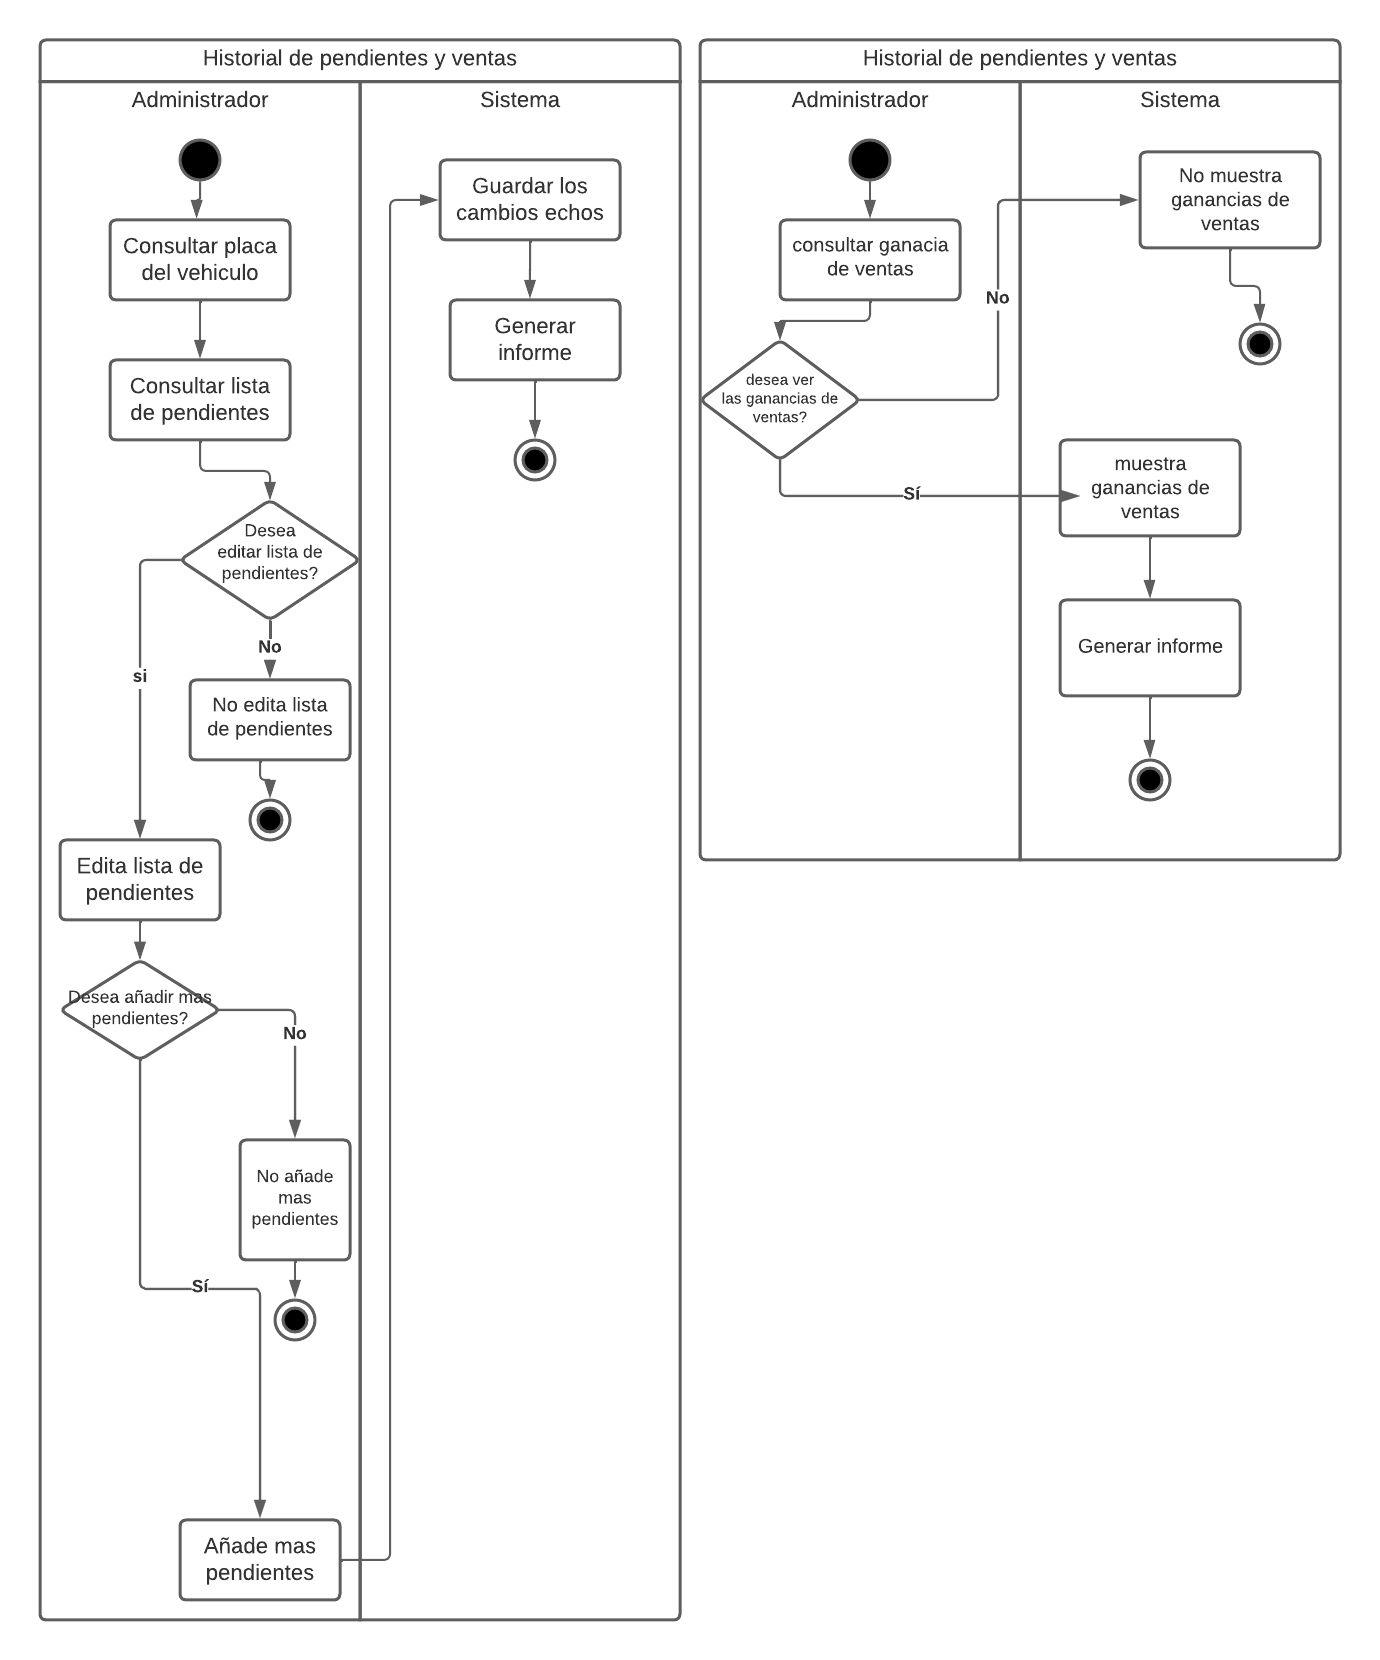 Historial de pendientes y ventas
Administrador
Sistema
Consultar placa
del vehiculo
Consultar lista
de pendientes
Desea
editar lista de
pendientes?
si
No
No edita lista
de pendientes
Edita lista de
pendientes
Desea añadir mas
pendientes?
No
No añade
mas
pendientes
Sí
Añade mas
pendientes
Guardar los
cambios echos
Generar
informe
Historial de pendientes y ventas
Administrador
Sistema
consultar ganacia
de ventas
desea ver
las ganancias de
ventas?
No
No muestra
ganancias de
ventas
Sí
muestra
ganancias de
ventas
Generar informe